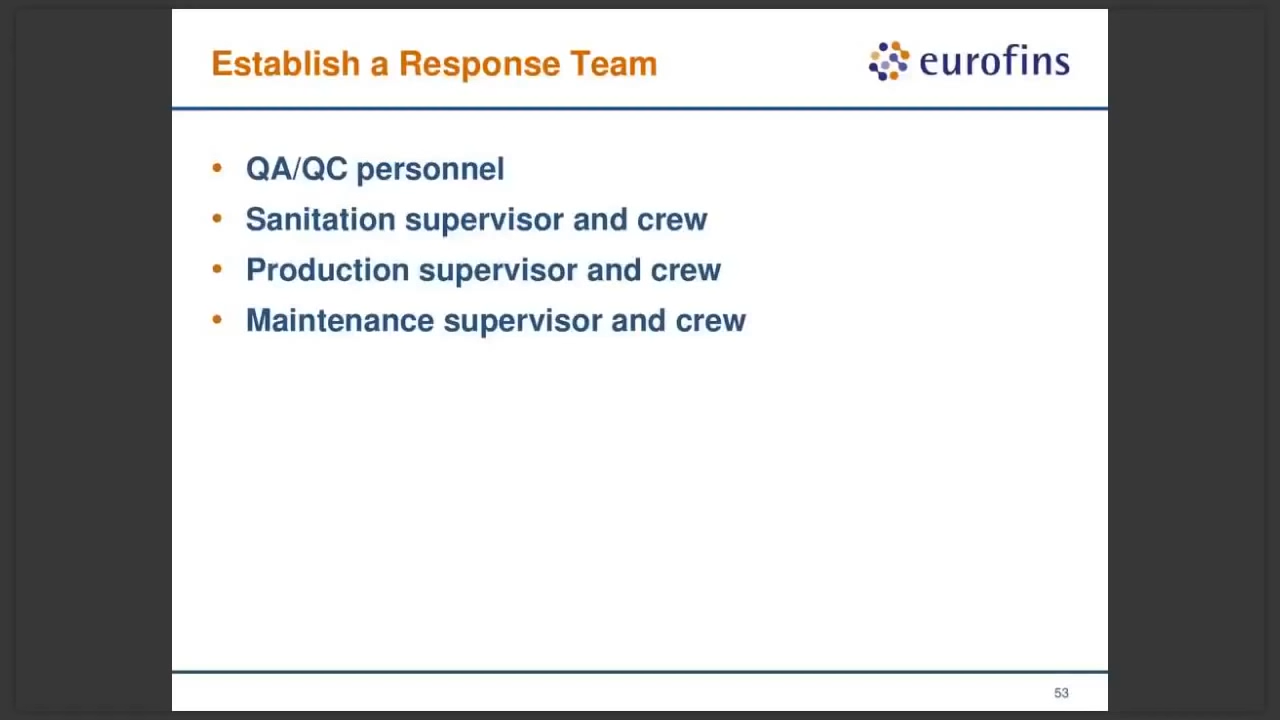 Establish a Response Team
eurofins
• QA/QC personnel
• Sanitation supervisor and crew
• Production supervisor and crew
• Maintenance supervisor and crew
53